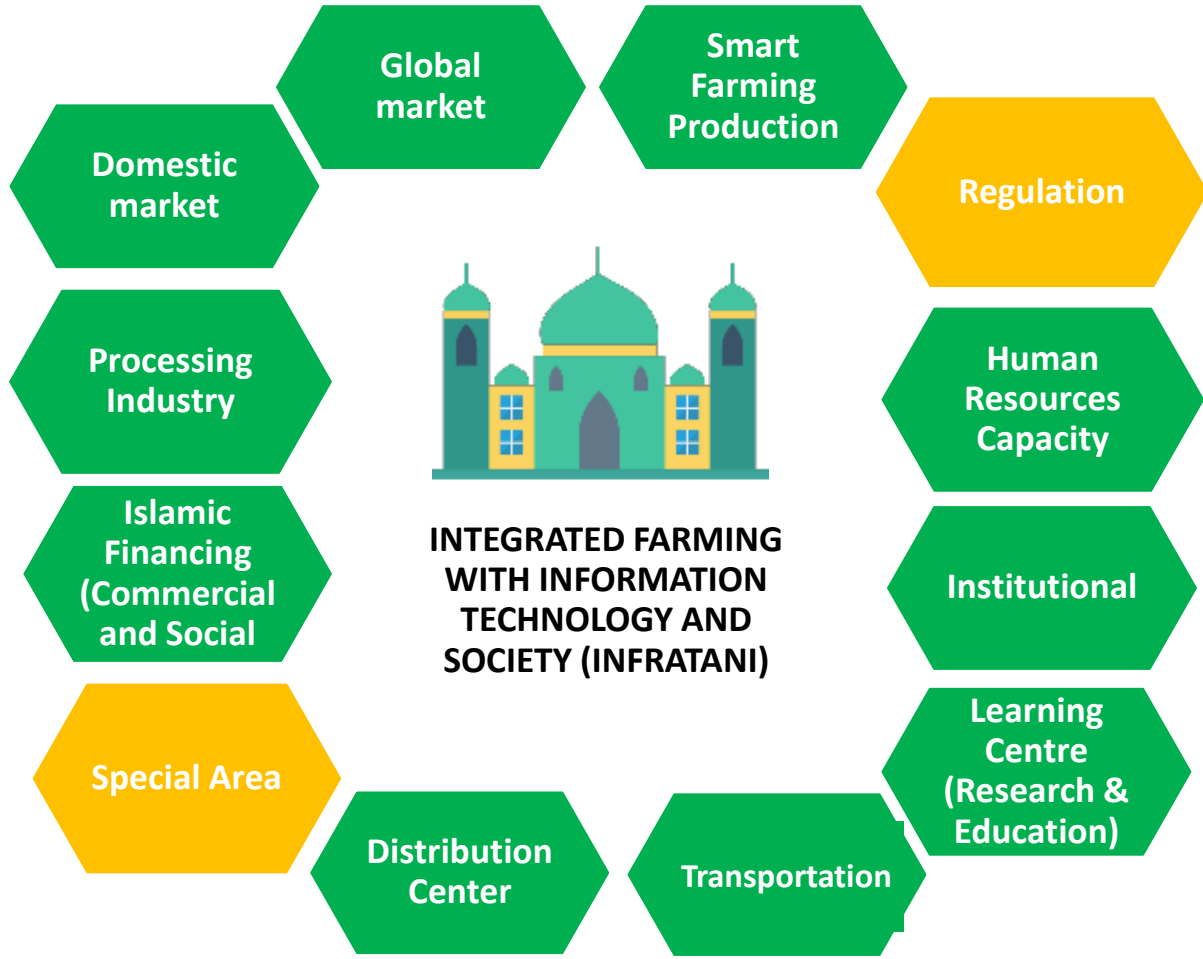 Global
market
Smart
Farming
Production
Domestic
market
Regulation
Processing
Industry
Human
Resources
Capacity
Islamic
Financing
(Commercial
and Social
INTEGRATED FARMING
WITH INFORMATION
TECHNOLOGY AND
SOCIETY (INFRATANI)
Institutional
Special Area
Learning
Centre
(Research &
Education)
Distribution
Center
Transportation